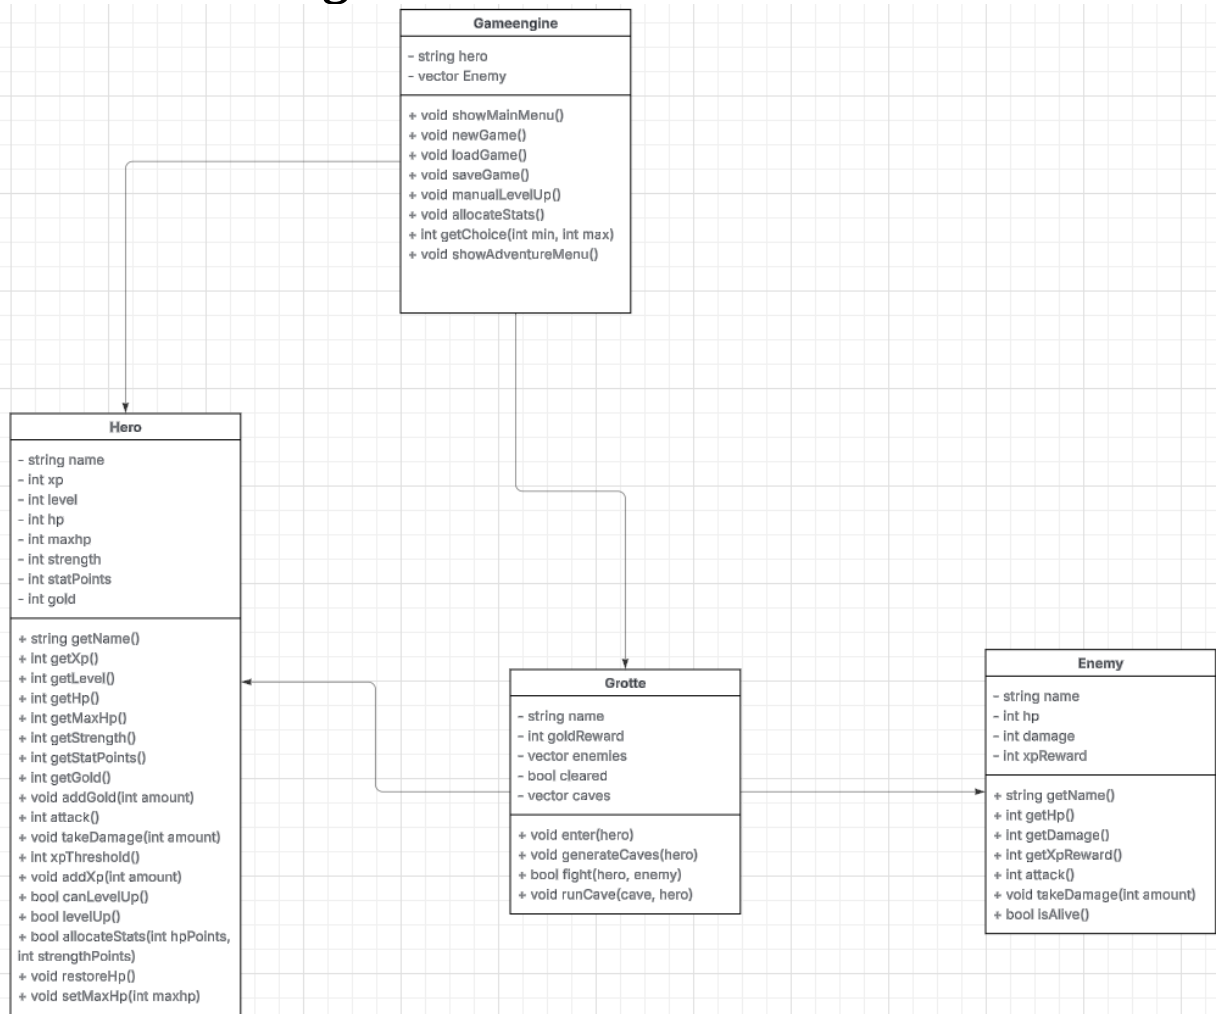 Gameengine
- string hero
- vector Enemy
+ void showMainMenu()
+ void newGame()
+ void loadGame()
+ void saveGame()
+ void manualLevelUp()
+ void allocateStats()
+ int getChoice(int min, int max)
+ void showAdventureMenu()
Hero
- string name
- int xp
- int level
- int hp
- int maxhp
- int strength
- int statPoints
- int gold
+ string getName()
+ int getXp()
+ int getLevel()
+ int getHp()
+ int getMaxHp()
+ int getStrength()
+ int getStatPoints()
+ int getGold()
+ void addGold(int amount)
+ int attack()
+ void takeDamage(int amount)
+ int xpThreshold()
+ void addXp(int amount)
+ bool canLevelUp()
+ bool levelUp()
+ bool allocateStats(int hpPoints,
int strengthPoints)
+ void restoreHp()
+ void setMaxHp(int maxhp)
Grotte
- string name
- int goldReward
- vector enemies
- bool cleared
- vector caves
+ void enter(hero)
+ void generateCaves(hero)
+ bool fight(hero, enemy)
+ void runCave(cave, hero)
Enemy
- string name
- int hp
- int damage
- int xpReward
+ string getName()
+ int getHp()
+ int getDamage()
+ int getXpReward()
+ int attack()
+ void takeDamage(int amount)
+ bool isAlive()